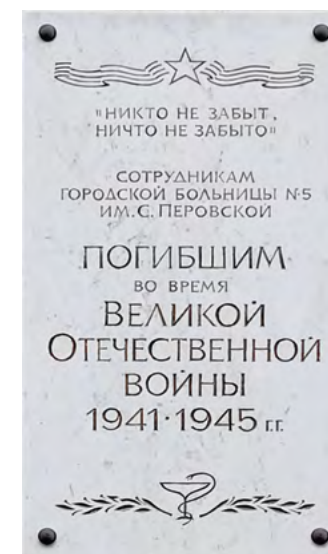 "НИКТО НЕ ЗАБЫТ,
НИЧТО НЕ ЗАБЫТО"
СОТРУДНИКАМ
ГОРОДСКОЙ БОЛЬНИЦЫ №5
ИМ. С. ПЕРОВСКОЙ
ПОГИБШИМ
ВО ВРЕМЯ
ВЕЛИКОЙ
ОТЕЧЕСТВЕННОЙ
ВОЙНЫ
1941·1945 г.г.